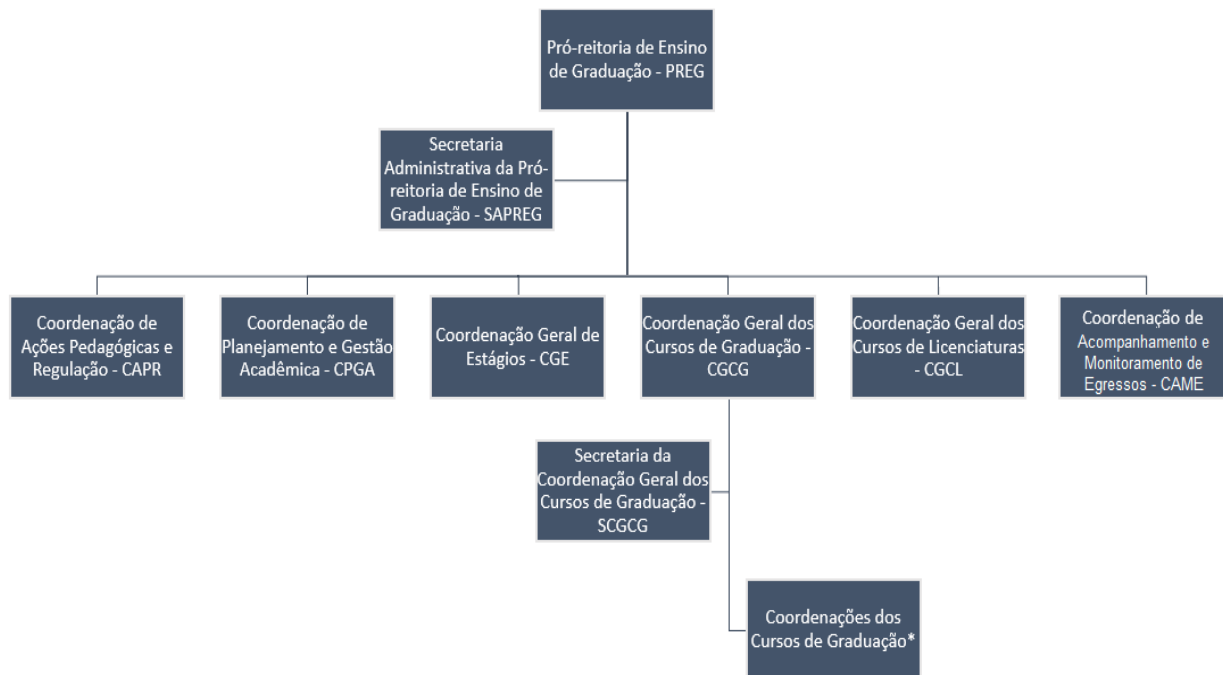 Pró-reitoria de Ensino
de Graduação - PREG
Secretaria
Administrativa da Pró-
reitoria de Ensino de
Graduação - SAPREG
Coordenação de
Ações Pedagógicas e
Regulação - CAPR
Coordenação de
Planejamento e Gestão
Acadêmica - CPGA
Coordenação Geral de
Estágios - CGE
Coordenação Geral dos
Cursos de Graduação -
CGCG
Coordenação Geral dos
Cursos de Licenciaturas
- CGCL
Coordenação de
Acompanhamento e
Monitoramento de
Egressos - CAME
Secretaria da
Coordenação Geral dos
Cursos de Graduação -
SCGCG
Coordenações dos
Cursos de Graduação*